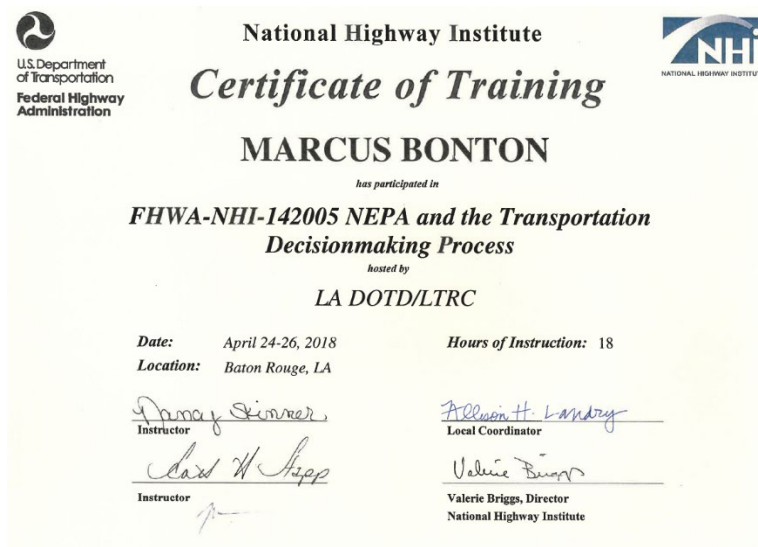 U.S. Department
of Transportation
Federal Highway
Administration
National Highway Institute
NHI
NATIONAL HIGHWAY INSTITUT
Certificate of Training
MARCUS BONTON
has participated in
FHWA-NHI-142005 NEPA and the Transportation
Decisionmaking Process
hosted by
LA DOTD/LTRC
Date: April 24-26, 2018
Hours of Instruction: 18
Location: Baton Rouge, LA
Nancy Skinner
Instructor
Allison H. Landry
Local Coordinator
Valerie Briggs
Instructor
Valerie Briggs, Director
National Highway Institute